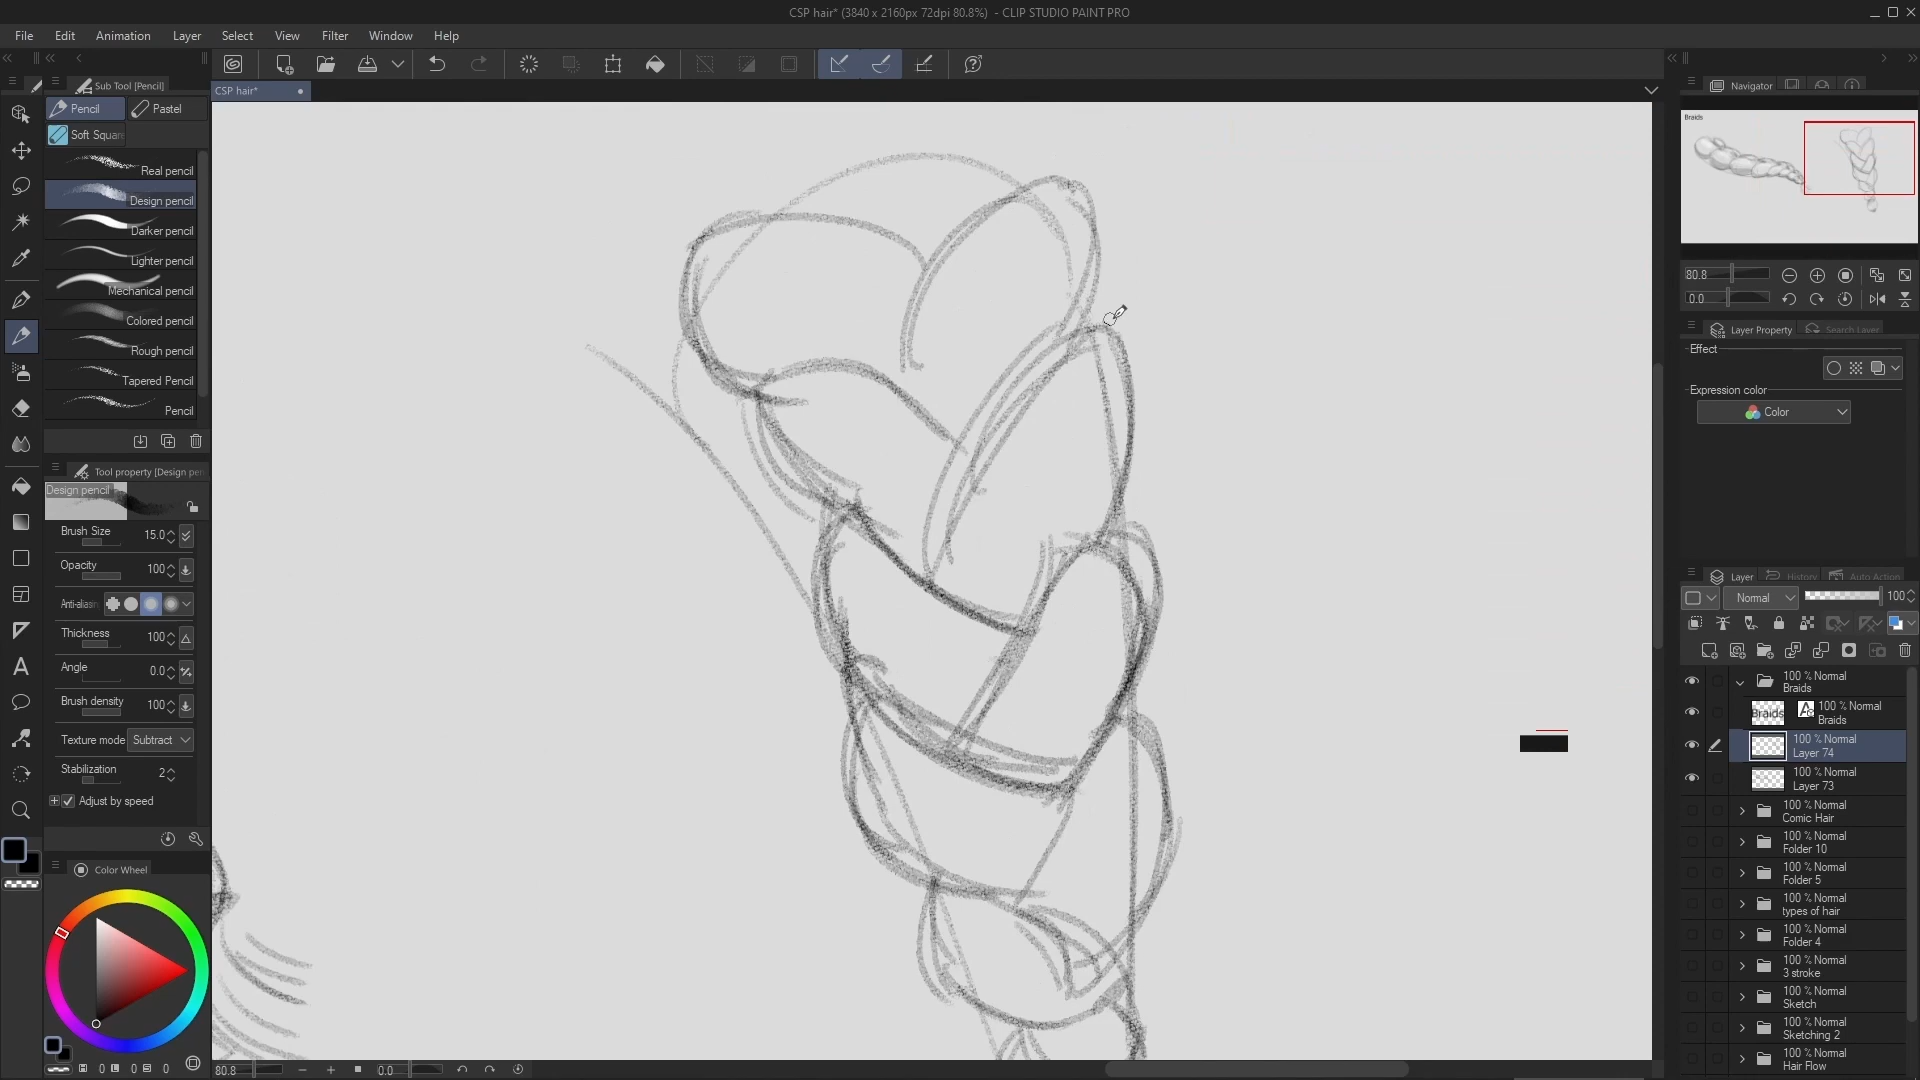 CSP hair* (3840 x 2160px 72dpi 80.8%) - CLIP STUDIO PAINT PRO
File Edit Animation Layer Select View Filter Window Help
Sub Tool [Pencil]
CSP hair*
Navigator
Pencil Pastel
Soft Squar
Real pencil
Design pencil
Darker pencil
Lighter pencil
Mechanical pencil
Colored pencil
Rough pencil
Tapered Pencil
Pencil
Tool property [Design pen
Design pencil
Brush Size 15.0
Opacity 100
Anti-aliasin
Thickness 100
Angle 0.0
Brush density 100
Texture mode Subtract
Stabilization 2
Adjust by speed
Color Wheel
0 L 0 0
80.8 0.0
Braids
80.8
0.0
Layer Property Search Layer
Effect
Expression color
Color
Layer History Auto Action
Normal 100
100 % Normal
Braids
Braids
100 % Normal
Braids
100 % Normal
Layer 74
100 % Normal
Layer 73
100 % Normal
Comic Hair
100 % Normal
Folder 10
100 % Normal
Folder 5
100 % Normal
types of hair
100 % Normal
Folder 4
100 % Normal
3 stroke
100 % Normal
Sketch
100 % Normal
Sketching 2
100 % Normal
Hair Flow